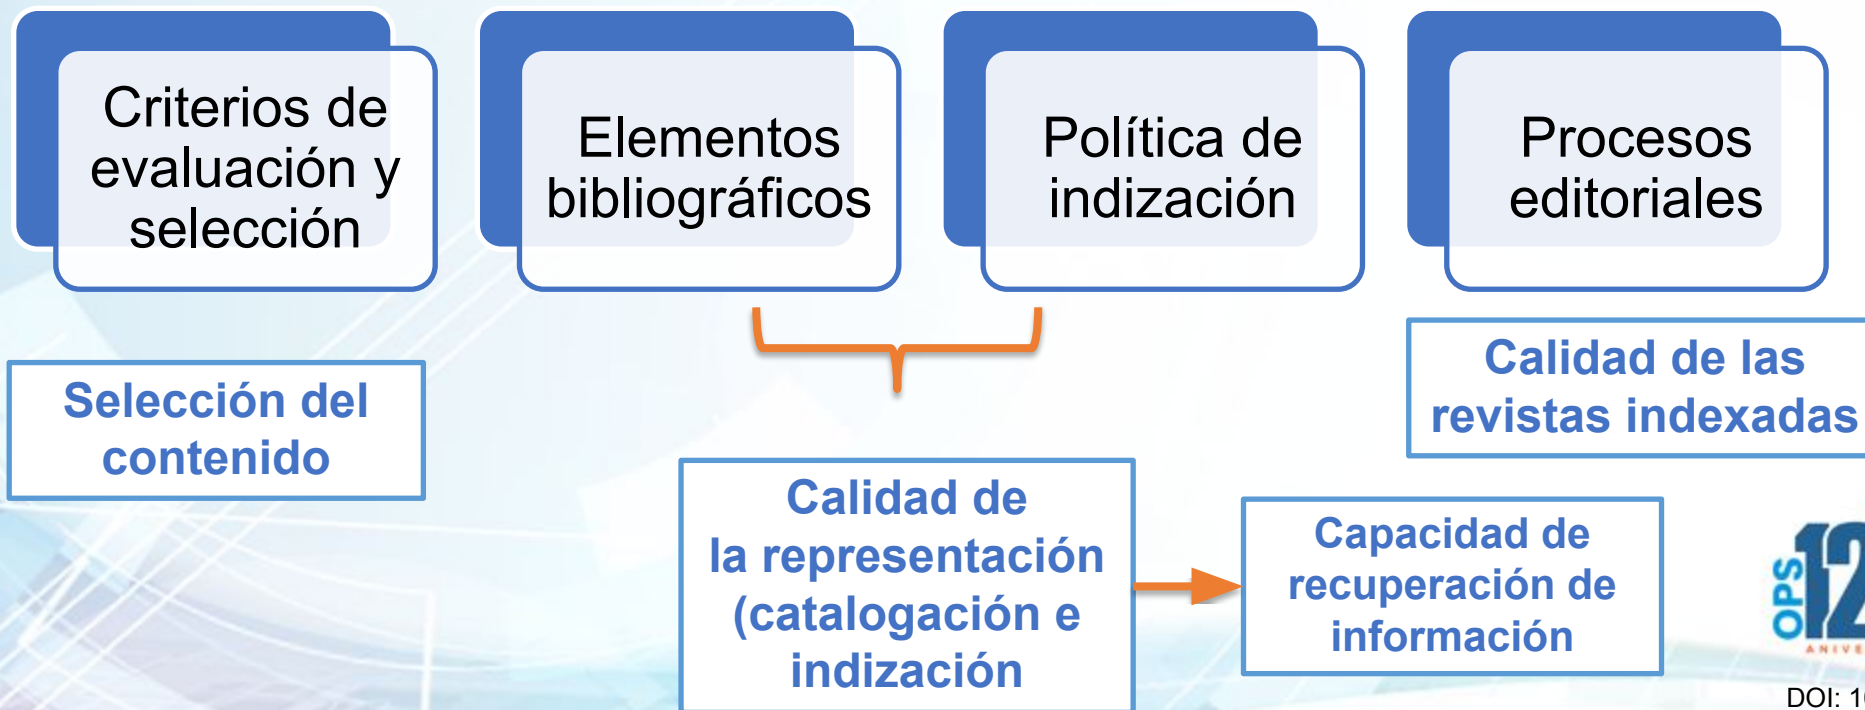 Criterios de
evaluación y
selección
Elementos
bibliográficos
Política de
indización
Procesos
editoriales
Selección del
contenido
Calidad de
la representación
(catalogación e
indización
Capacidad de
recuperación de
información
Calidad de las
revistas indexadas
OPS
12
DOI: